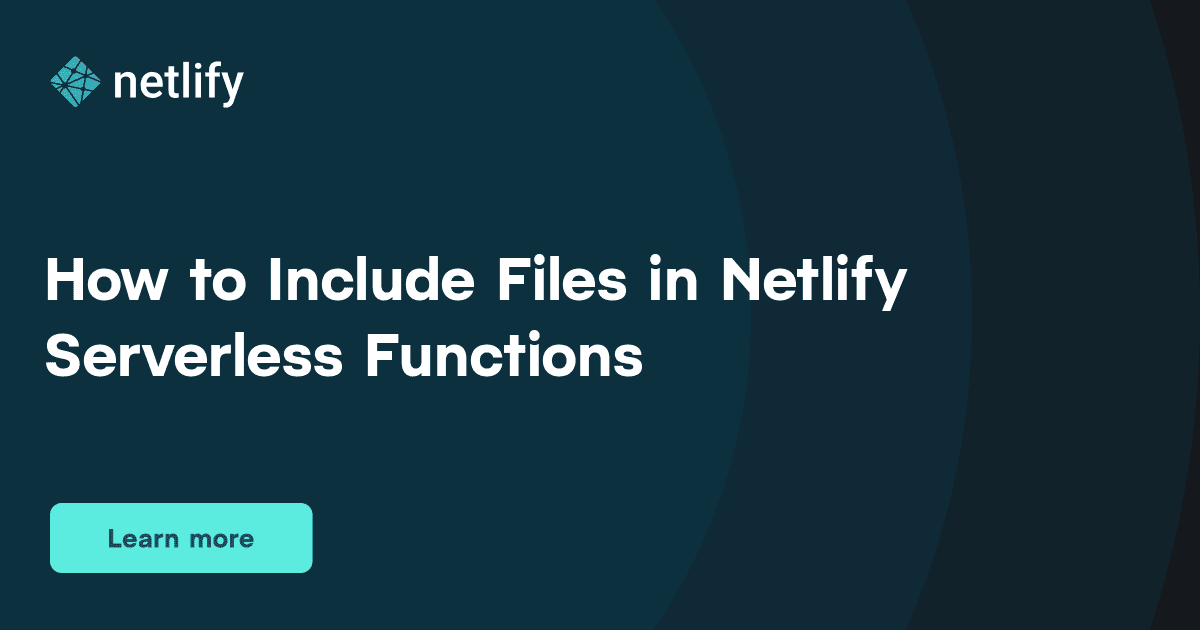 netlify
How to Include Files in Netlify
Serverless Functions
Learn more